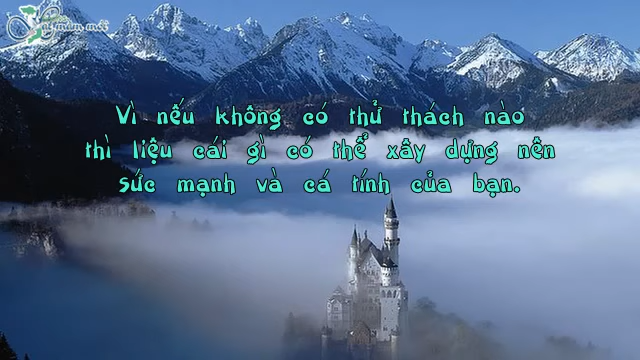 Vì nếu không có thử thách nào
thì liệu cái gì có thể xây dựng nên
sức mạnh và cá tính của bạn.